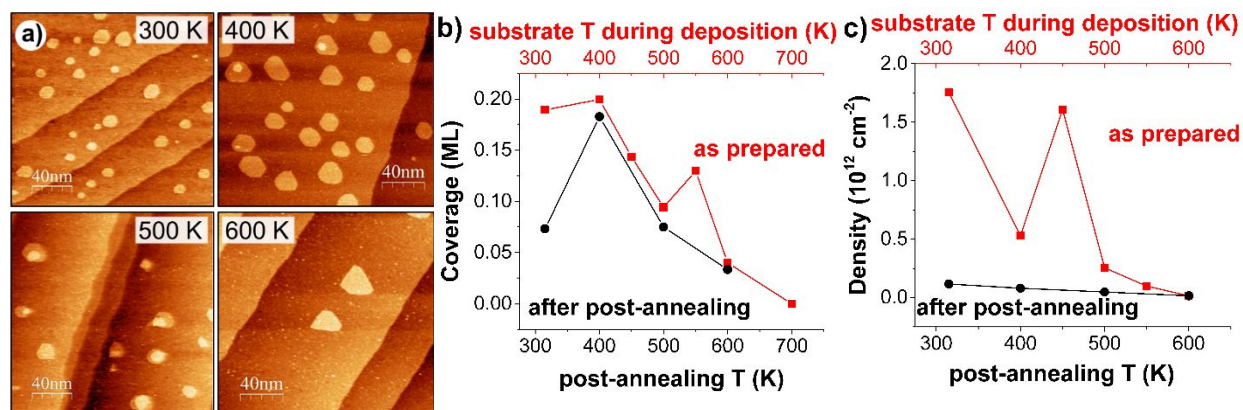 a)
300 K
40nm
400 K
40nm
500 K
40nm
600 K
40nm
b)
substrate T during deposition (K)
300 400 500 600 700
0.20
0.15
0.10
0.05
0.00
Coverage (ML)
as prepared
after post-annealing
300 400 500 600 700
post-annealing T (K)
c)
substrate T during deposition (K)
300 400 500 600
2.0
1.5
1.0
0.5
0.0
Density (10¹² cm⁻²)
as prepared
after post-annealing
300 400 500 600
post-annealing T (K)